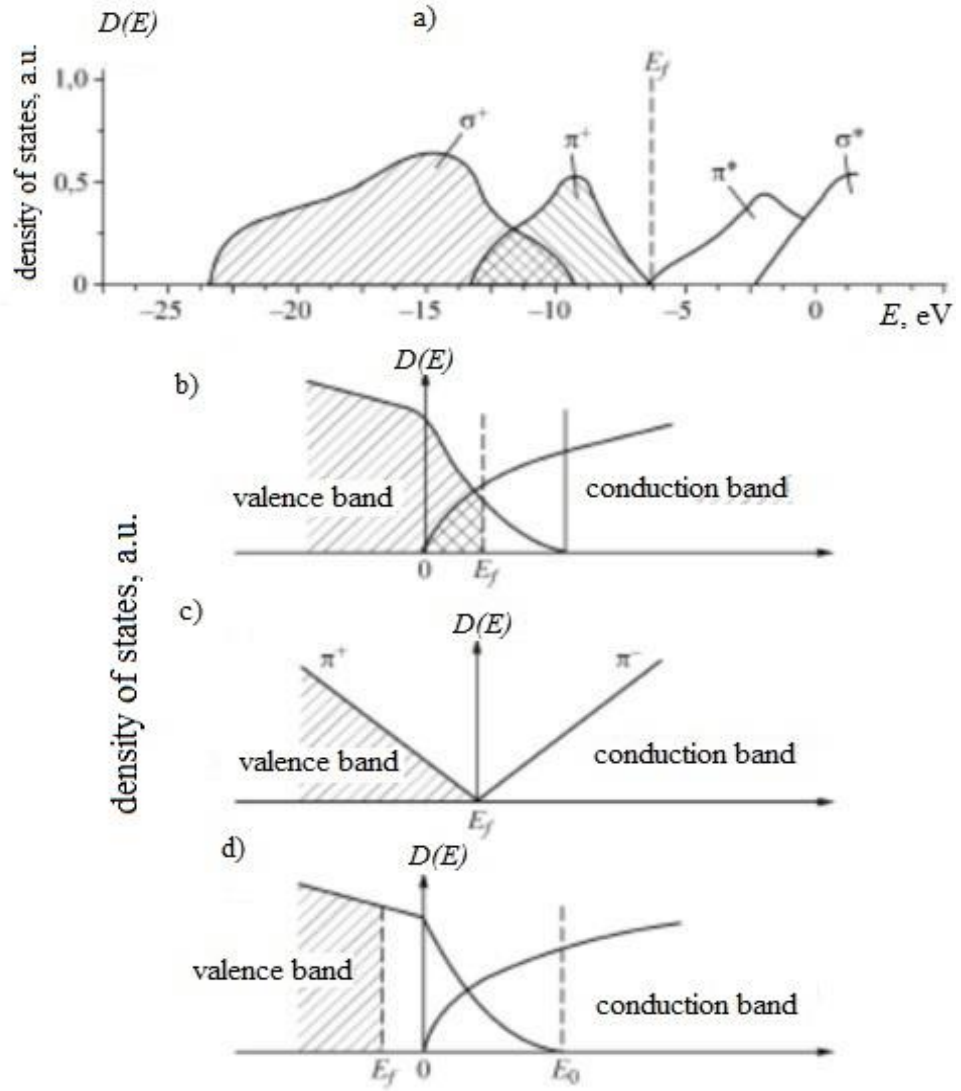 D(E)
a)
density of states, a.u.
1,0
0,5
0
E_f
σ⁺
π⁺
π*
σ*
–25 –20 –15 –10 –5 0 E, eV
b)
D(E)
valence band
conduction band
0 E_f
density of states, a.u.
c)
D(E)
π⁺
π⁻
valence band
conduction band
E_f
d)
D(E)
valence band
conduction band
E_f 0 E₀